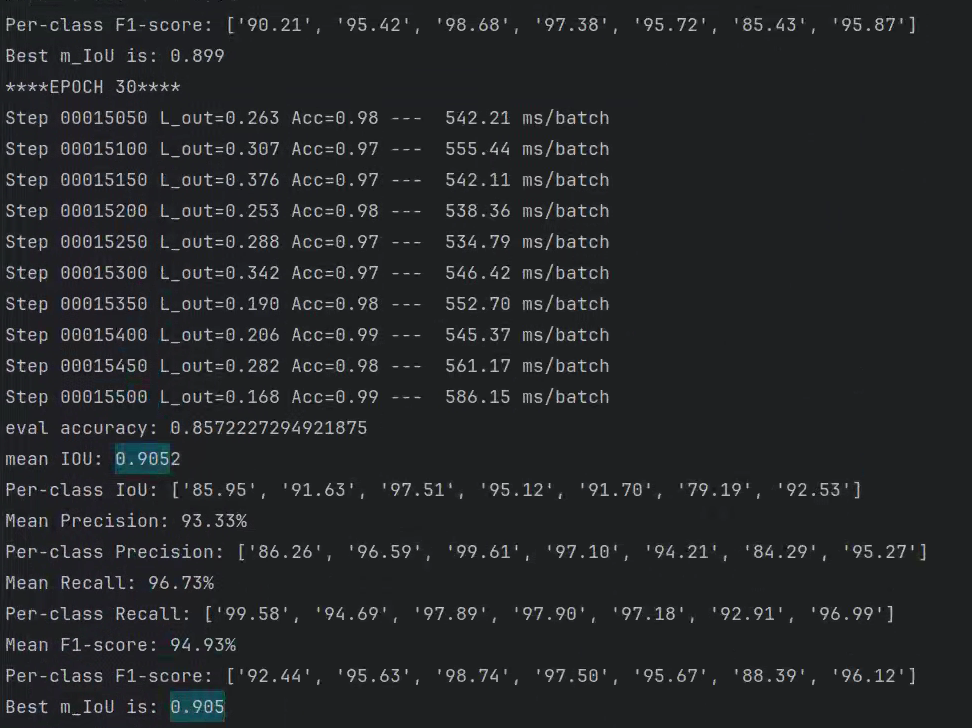 Per-class F1-score: ['90.21', '95.42', '98.68', '97.38', '95.72', '85.43', '95.87']
Best m_IoU is: 0.899
****EPOCH 30****
Step 00015050 L_out=0.263 Acc=0.98 ---  542.21 ms/batch
Step 00015100 L_out=0.307 Acc=0.97 ---  555.44 ms/batch
Step 00015150 L_out=0.376 Acc=0.97 ---  542.11 ms/batch
Step 00015200 L_out=0.253 Acc=0.98 ---  538.36 ms/batch
Step 00015250 L_out=0.288 Acc=0.97 ---  534.79 ms/batch
Step 00015300 L_out=0.342 Acc=0.97 ---  546.42 ms/batch
Step 00015350 L_out=0.190 Acc=0.98 ---  552.70 ms/batch
Step 00015400 L_out=0.206 Acc=0.99 ---  545.37 ms/batch
Step 00015450 L_out=0.282 Acc=0.98 ---  561.17 ms/batch
Step 00015500 L_out=0.168 Acc=0.99 ---  586.15 ms/batch
eval accuracy: 0.8572227294921875
mean IOU: 0.9052
Per-class IoU: ['85.95', '91.63', '97.51', '95.12', '91.70', '79.19', '92.53']
Mean Precision: 93.33%
Per-class Precision: ['86.26', '96.59', '99.61', '97.10', '94.21', '84.29', '95.27']
Mean Recall: 96.73%
Per-class Recall: ['99.58', '94.69', '97.89', '97.90', '97.18', '92.91', '96.99']
Mean F1-score: 94.93%
Per-class F1-score: ['92.44', '95.63', '98.74', '97.50', '95.67', '88.39', '96.12']
Best m_IoU is: 0.905